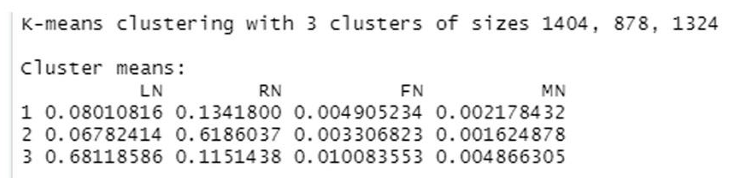 K-means clustering with 3 clusters of sizes 1404, 878, 1324
Cluster means:
LN RN FN MN
1 0.08010816 0.1341800 0.004905234 0.002178432
2 0.06782414 0.6186037 0.003306823 0.001624878
3 0.68118586 0.1151438 0.010083553 0.004866305